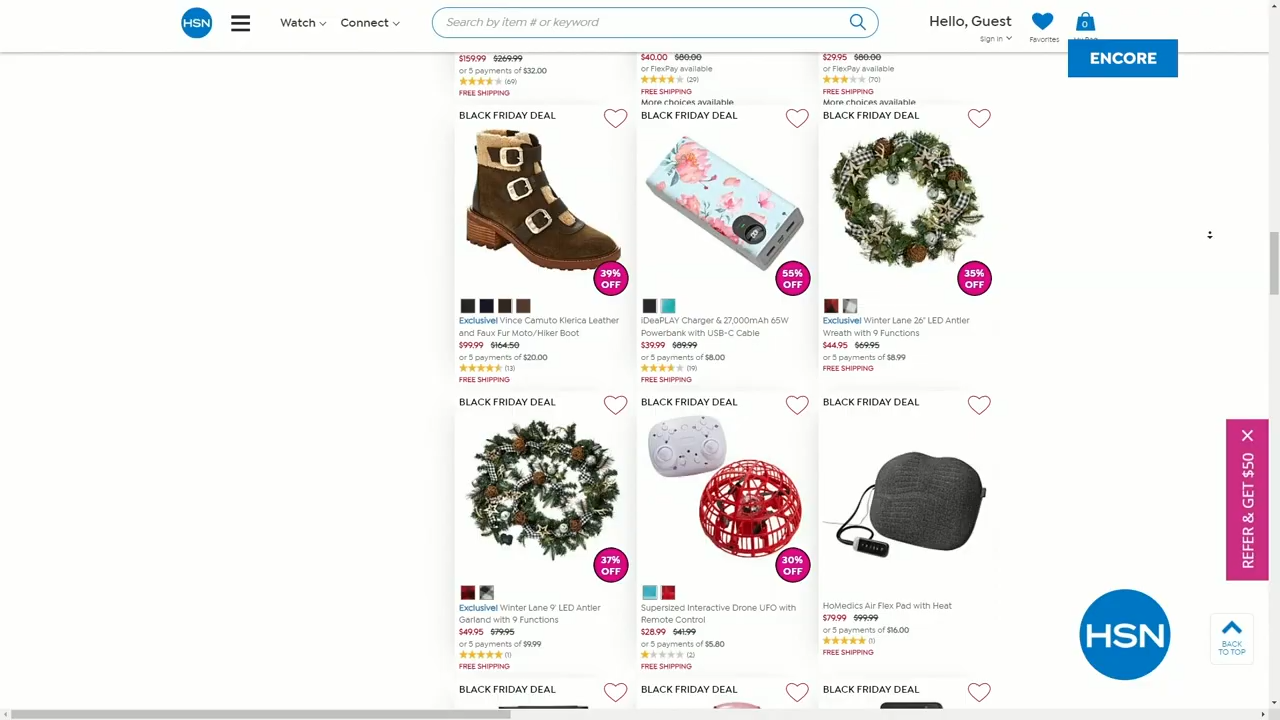 HSN
Watch
Connect
Search by item # or keyword
Hello, Guest
Sign In
Favorites
0
ENCORE
$159.99 $269.99
or 5 payments of $32.00
(69)
FREE SHIPPING
$40.00 $80.00
or FlexPay available
(29)
FREE SHIPPING
More choices available
$29.95 $80.00
or FlexPay available
(70)
FREE SHIPPING
More choices available
BLACK FRIDAY DEAL
39%
OFF
Exclusive! Vince Camuto Klerica Leather
and Faux Fur Moto/Hiker Boot
$99.99 $164.50
or 5 payments of $20.00
(13)
FREE SHIPPING
BLACK FRIDAY DEAL
55%
OFF
iDeaPLAY Charger & 27,000mAh 65W
Powerbank with USB-C Cable
$39.99 $89.99
or 5 payments of $8.00
(19)
FREE SHIPPING
BLACK FRIDAY DEAL
35%
OFF
Exclusive! Winter Lane 26" LED Antler
Wreath with 9 Functions
$44.95 $69.95
or 5 payments of $8.99
FREE SHIPPING
BLACK FRIDAY DEAL
37%
OFF
Exclusive! Winter Lane 9' LED Antler
Garland with 9 Functions
$49.95 $79.95
or 5 payments of $9.99
(1)
FREE SHIPPING
BLACK FRIDAY DEAL
30%
OFF
Supersized Interactive Drone UFO with
Remote Control
$28.99 $41.99
or 5 payments of $5.80
(2)
FREE SHIPPING
BLACK FRIDAY DEAL
HoMedics Air Flex Pad with Heat
$79.99 $99.99
or 5 payments of $16.00
(1)
FREE SHIPPING
BLACK FRIDAY DEAL
BLACK FRIDAY DEAL
BLACK FRIDAY DEAL
REFER & GET $50
HSN
BACK
TO TOP